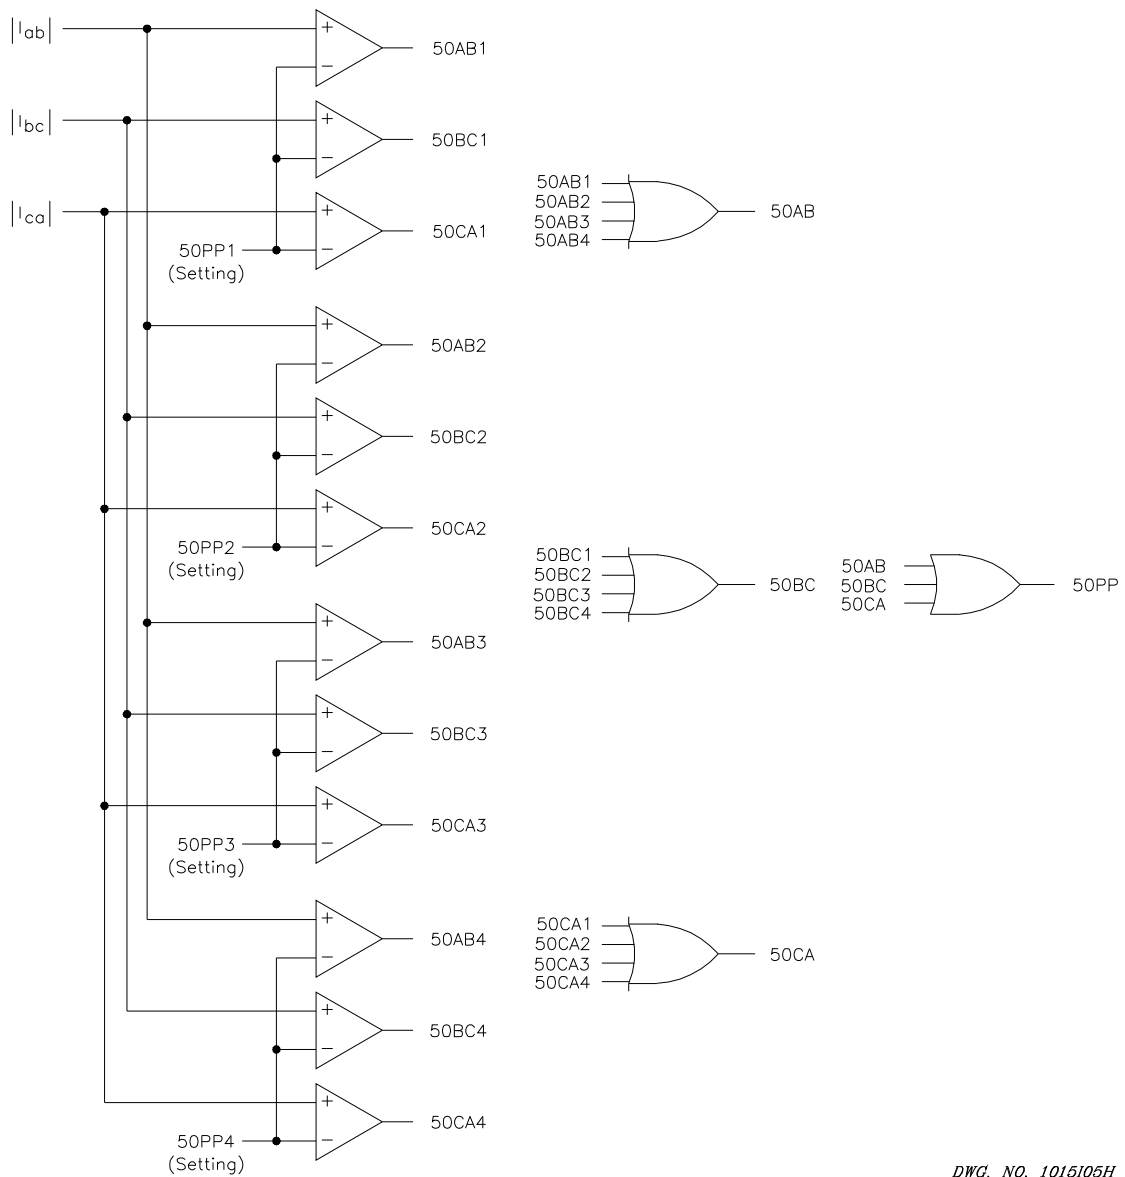 |Iab|
+
−
50AB1
|Ibc|
+
−
50BC1
|Ica|
+
−
50CA1
50PP1
(Setting)
+
−
50AB2
+
−
50BC2
+
−
50CA2
50PP2
(Setting)
+
−
50AB3
+
−
50BC3
+
−
50CA3
50PP3
(Setting)
+
−
50AB4
+
−
50BC4
+
−
50CA4
50PP4
(Setting)
50AB1
50AB2
50AB3
50AB4
50AB
50BC1
50BC2
50BC3
50BC4
50BC
50CA1
50CA2
50CA3
50CA4
50CA
50AB
50BC
50CA
50PP
DWG. NO. 1015I05H